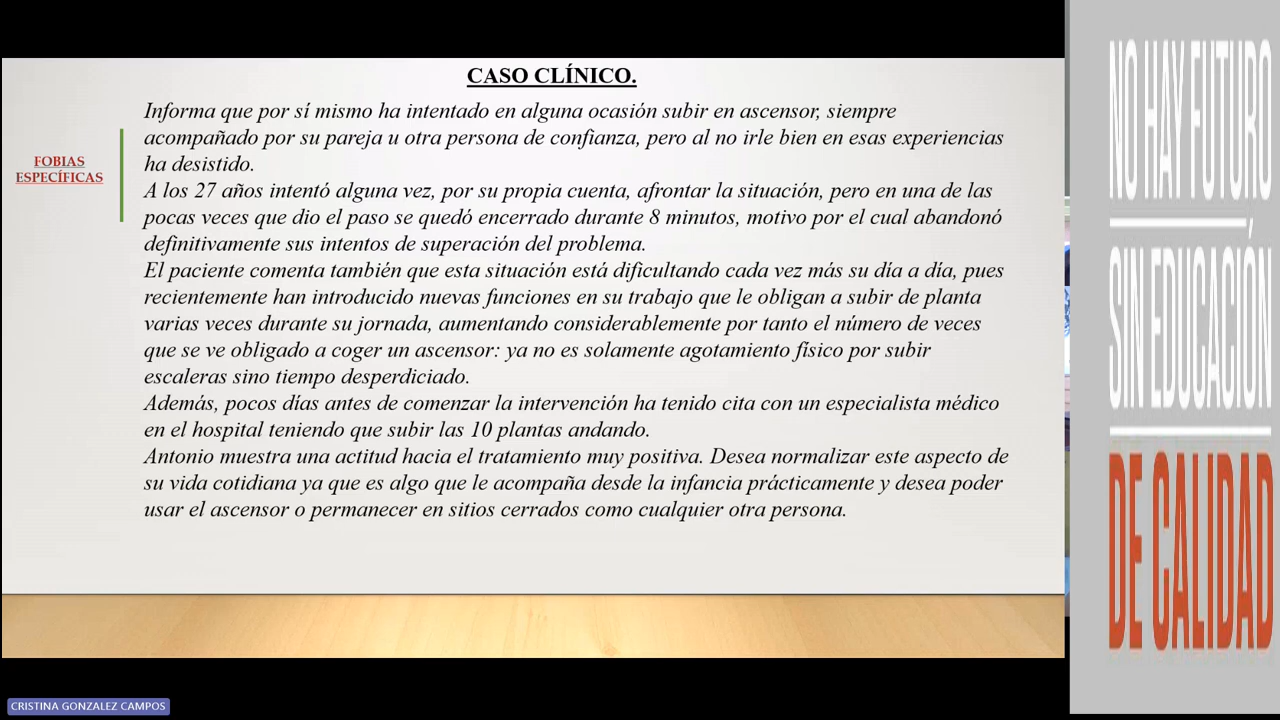 CASO CLÍNICO.
FOBIAS
ESPECÍFICAS
Informa que por sí mismo ha intentado en alguna ocasión subir en ascensor, siempre
acompañado por su pareja u otra persona de confianza, pero al no irle bien en esas experiencias
ha desistido.
A los 27 años intentó alguna vez, por su propia cuenta, afrontar la situación, pero en una de las
pocas veces que dio el paso se quedó encerrado durante 8 minutos, motivo por el cual abandonó
definitivamente sus intentos de superación del problema.
El paciente comenta también que esta situación está dificultando cada vez más su día a día, pues
recientemente han introducido nuevas funciones en su trabajo que le obligan a subir de planta
varias veces durante su jornada, aumentando considerablemente por tanto el número de veces
que se ve obligado a coger un ascensor: ya no es solamente agotamiento físico por subir
escaleras sino tiempo desperdiciado.
Además, pocos días antes de comenzar la intervención ha tenido cita con un especialista médico
en el hospital teniendo que subir las 10 plantas andando.
Antonio muestra una actitud hacia el tratamiento muy positiva. Desea normalizar este aspecto de
su vida cotidiana ya que es algo que le acompaña desde la infancia prácticamente y desea poder
usar el ascensor o permanecer en sitios cerrados como cualquier otra persona.
NO HAY FUTURO
SIN EDUCACIÓN
DE CALIDAD
CRISTINA GONZALEZ CAMPOS